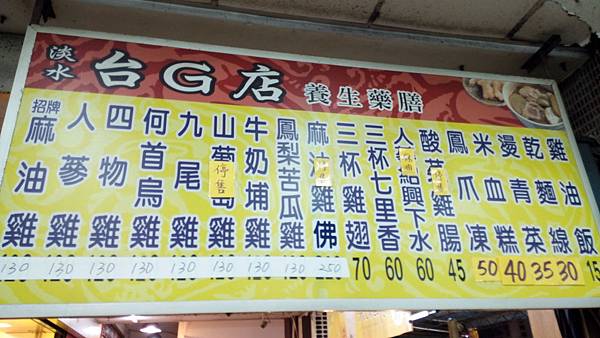 淡水 台G店 養生藥膳
招牌麻油雞 130
人蔘雞 130
四物雞 130
何首烏雞 130
九尾雞 130
山雞 停售 130
牛奶埔雞 130
鳳梨苦瓜雞 130
麻油雞佛 250
三杯雞翅 70
三杯七里香 60
人興下水 60
酸菜雞腸 45
鳳爪凍 50
米血糕 40
燙青菜 35
乾麵線 30
雞油飯 15